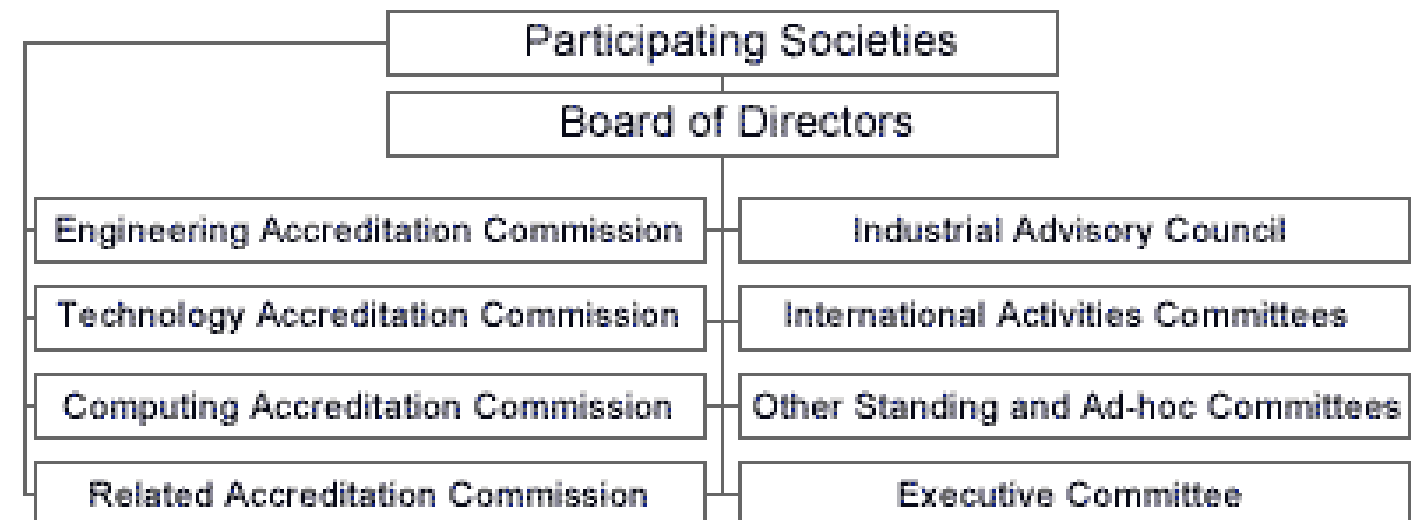 Participating Societies
Board of Directors
Engineering Accreditation Commission
Industrial Advisory Council
Technology Accreditation Commission
International Activities Committees
Computing Accreditation Commission
Other Standing and Ad-hoc Committees
Related Accreditation Commission
Executive Committee